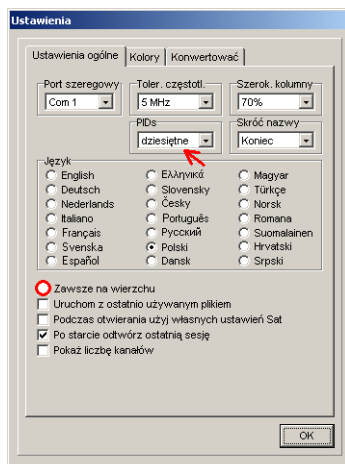 Ustawienia
Ustawienia ogólne Kolory Konwertować
Port szeregowy Toler. częstotl. Szerok. kolumny
Com 1 5 MHz 70%
PIDs Skróć nazwy
dziesiętne Koniec
Język
English Ελληνικά Magyar
Deutsch Slovensky Türkçe
Nederlands Česky Norsk
Italiano Português Romana
Français Русский Suomalainen
Svenska Polski Hrvatski
Español Dansk Srpski
Zawsze na wierzchu
Uruchom z ostatnio używanym plikiem
Podczas otwierania użyj własnych ustawień Sat
Po starcie odtwórz ostatnią sesję
Pokaż liczbę kanałów
OK